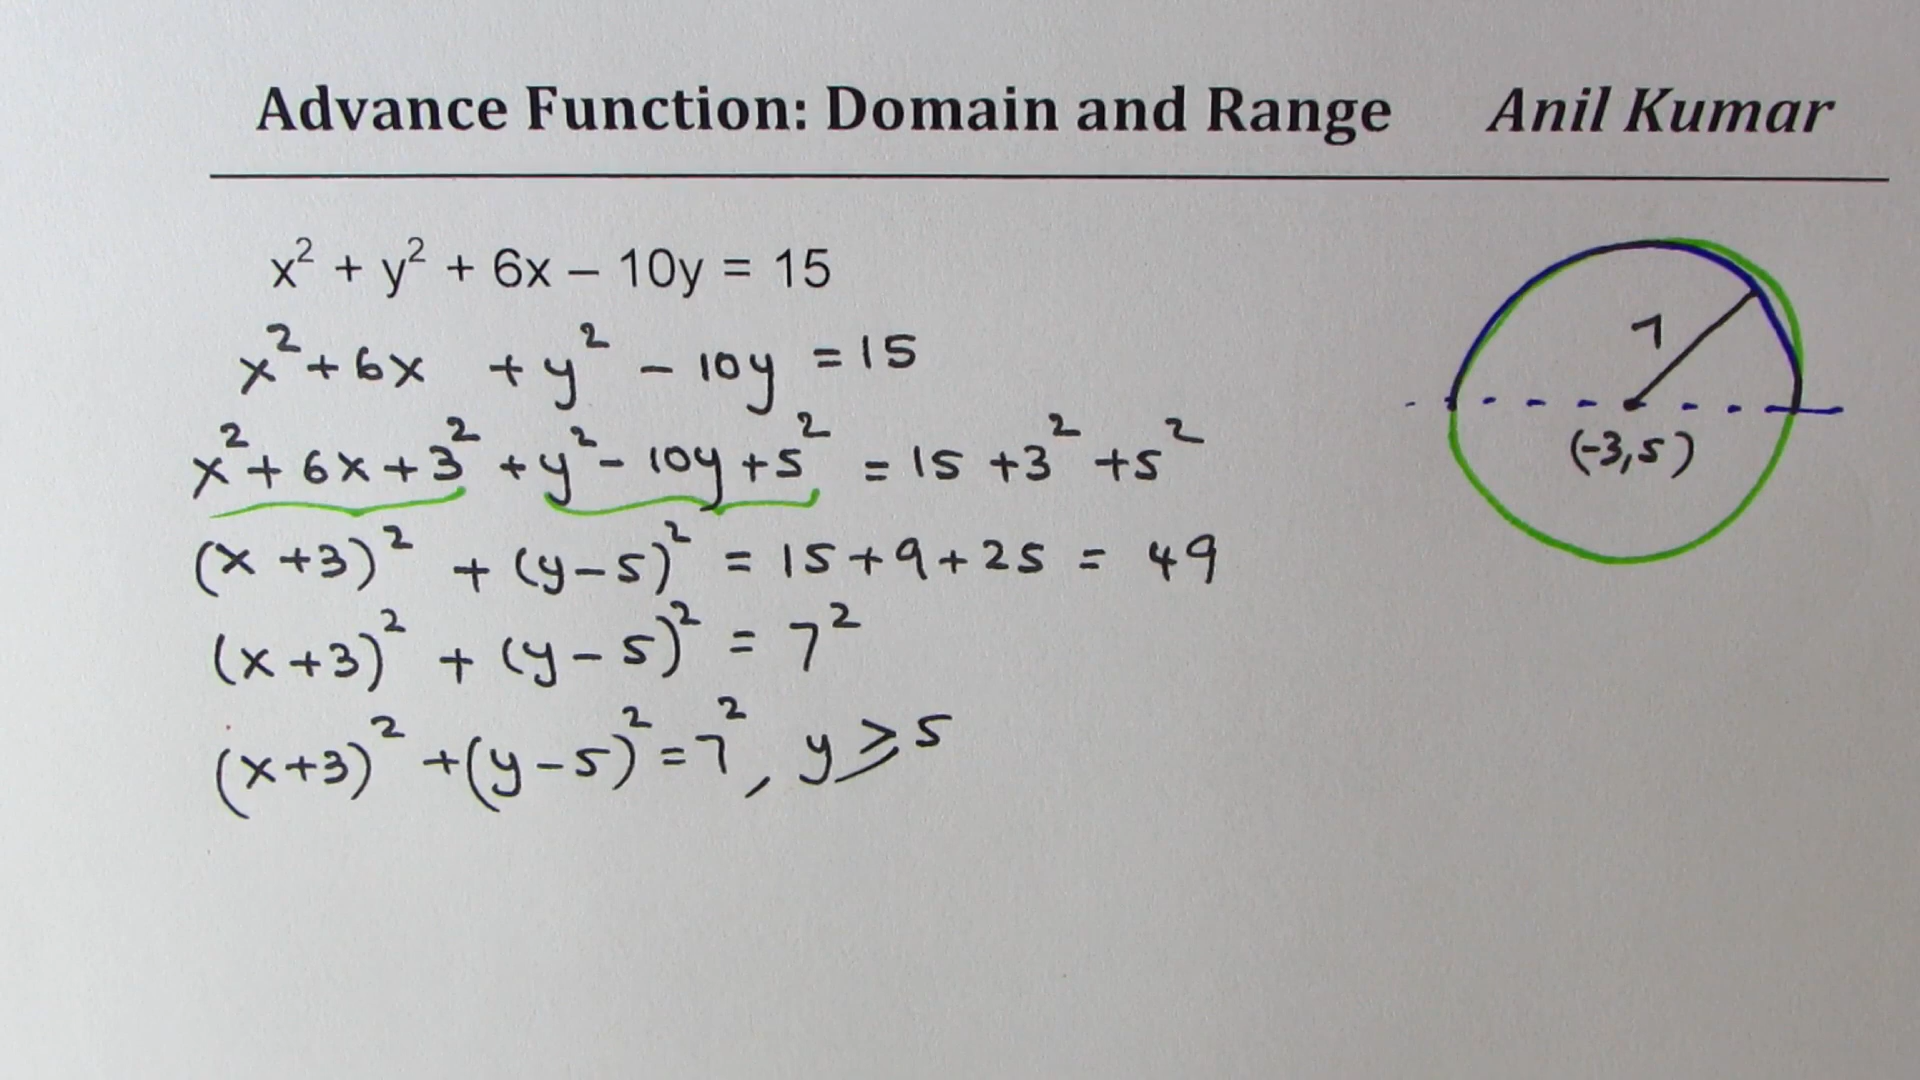 Advance Function: Domain and Range Anil Kumar
x² + y² + 6x – 10y = 15
x² + 6x + y² - 10y = 15
x² + 6x + 3² + y² - 10y + 5² = 15 + 3² + 5²
(x + 3)² + (y - 5)² = 15 + 9 + 25 = 49
(x + 3)² + (y - 5)² = 7²
(x + 3)² + (y - 5)² = 7², y ⩾ 5
7
(-3, 5)